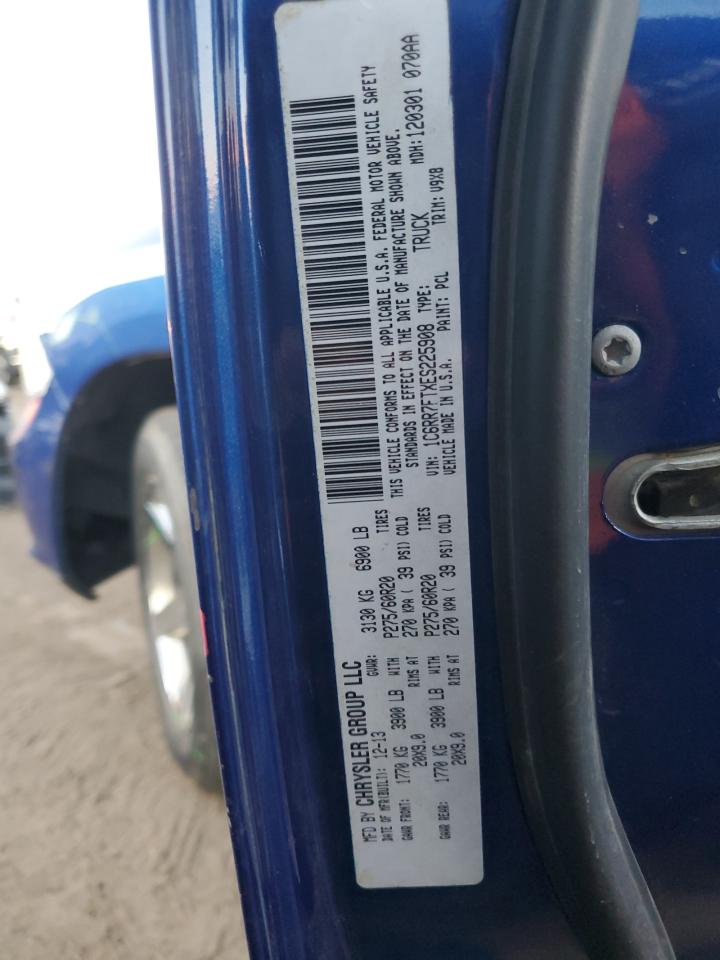 MFD BY CHRYSLER GROUP LLC
DATE OF MFR(BUILT): 12-13 GVWR: 3130 KG 6900 LB
GAWR FRONT: 1770 KG 3900 LB WITH P275/60R20 TIRES
20X9.0 RIMS AT 270 KPA ( 39 PSI) COLD
GAWR REAR: 1770 KG 3900 LB WITH P275/60R20 TIRES
20X9.0 RIMS AT 270 KPA ( 39 PSI) COLD
THIS VEHICLE CONFORMS TO ALL APPLICABLE U.S.A. FEDERAL MOTOR VEHICLE SAFETY
STANDARDS IN EFFECT ON THE DATE OF MANUFACTURE SHOWN ABOVE.
VIN: 1C6RR7FTXES225908 TYPE: TRUCK MDH: 120301 070AA
VEHICLE MADE IN U.S.A. PAINT: PCL TRIM: V9X8